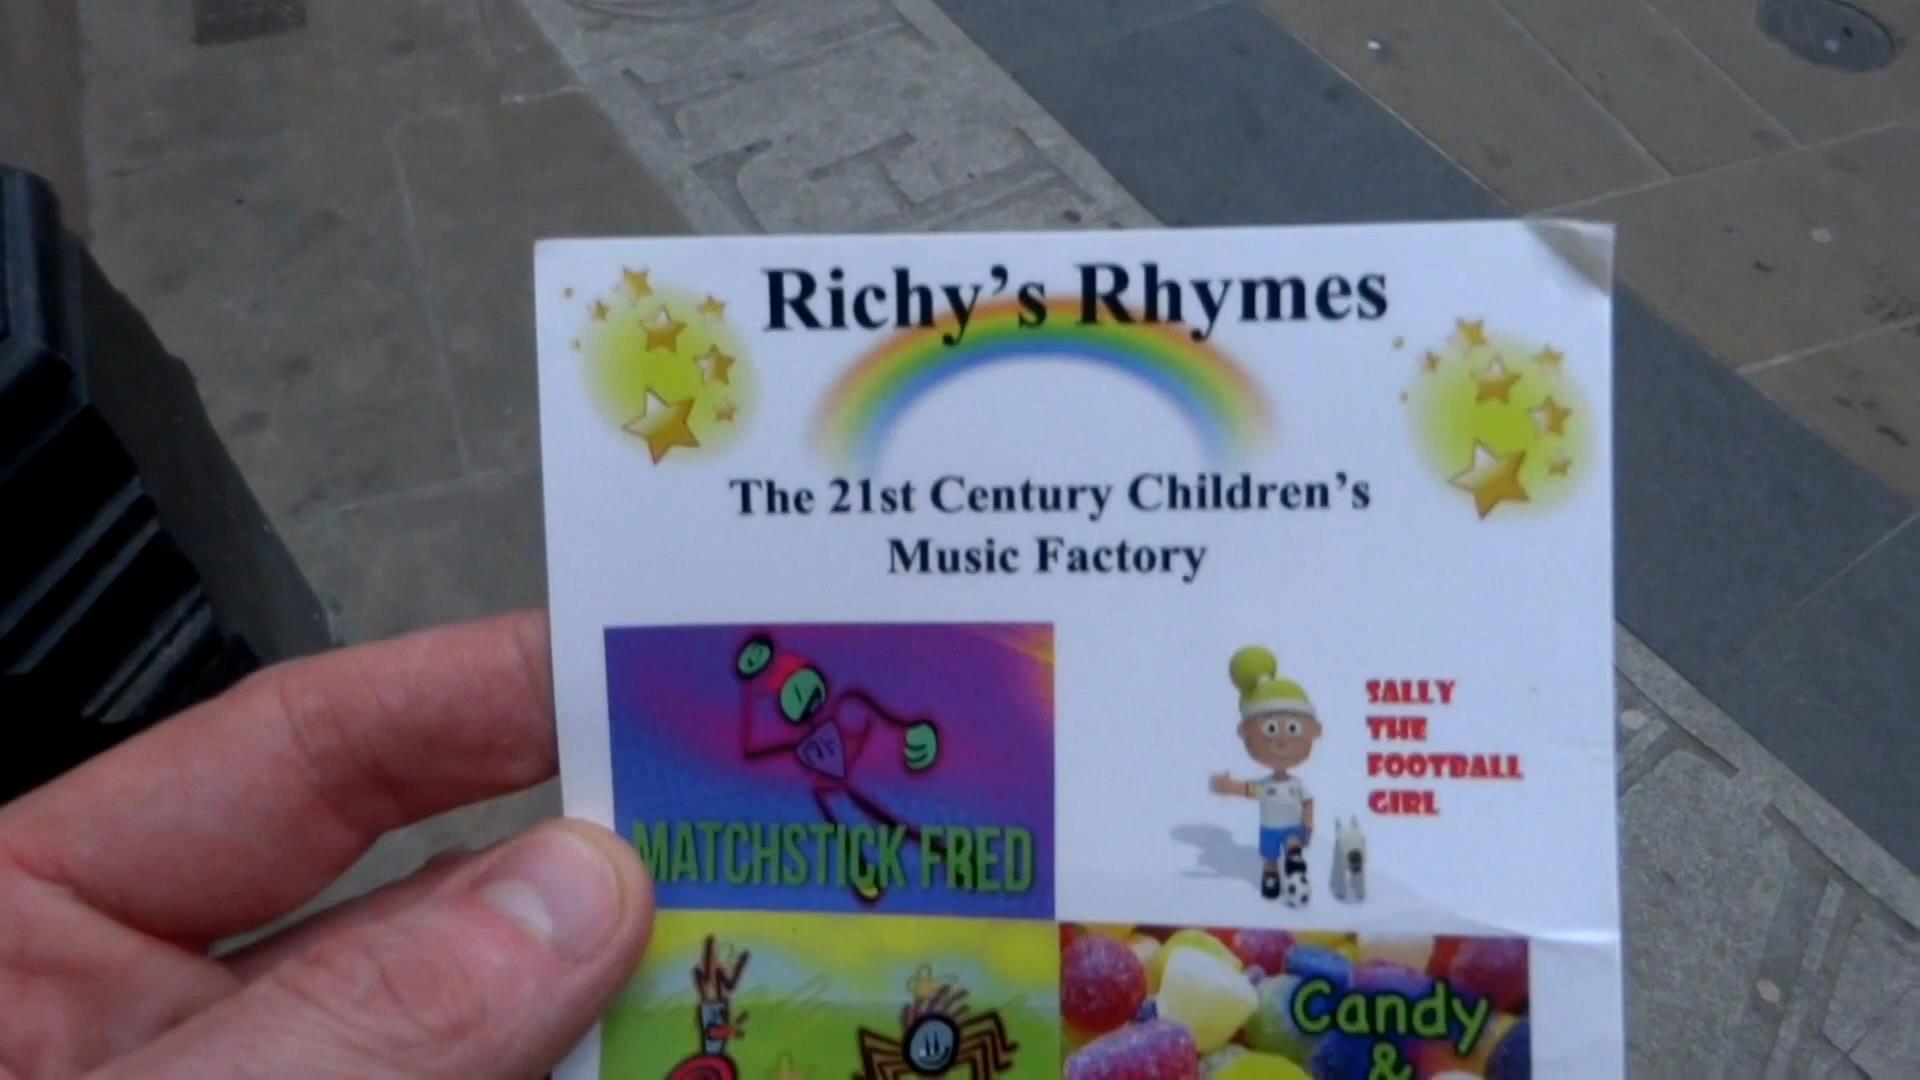 Richy's Rhymes
The 21st Century Children's
Music Factory
MATCHSTICK FRED
SALLY
THE
FOOTBALL
GIRL
Candy
&